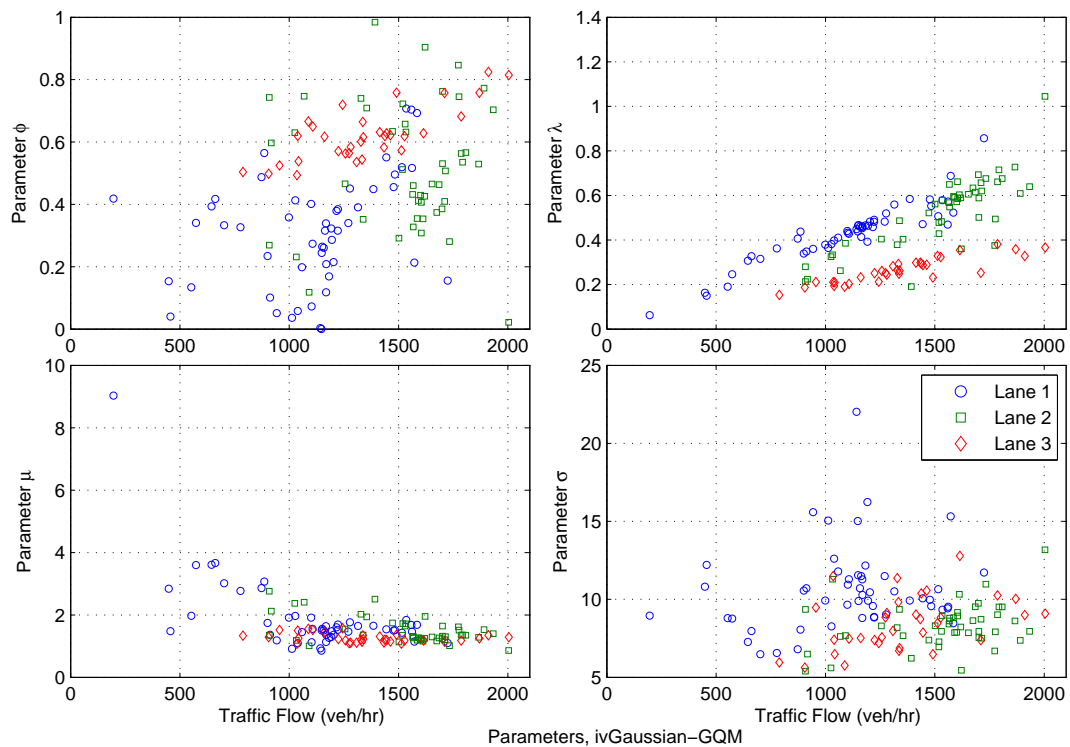 1
0.8
0.6
0.4
0.2
0
Parameter ϕ
0 500 1000 1500 2000
1.4
1.2
1
0.8
0.6
0.4
0.2
0
Parameter λ
0 500 1000 1500 2000
10
8
6
4
2
0
Parameter μ
0 500 1000 1500 2000
Traffic Flow (veh/hr)
25
20
15
10
5
Parameter σ
Lane 1
Lane 2
Lane 3
0 500 1000 1500 2000
Traffic Flow (veh/hr)
Parameters, ivGaussian−GQM